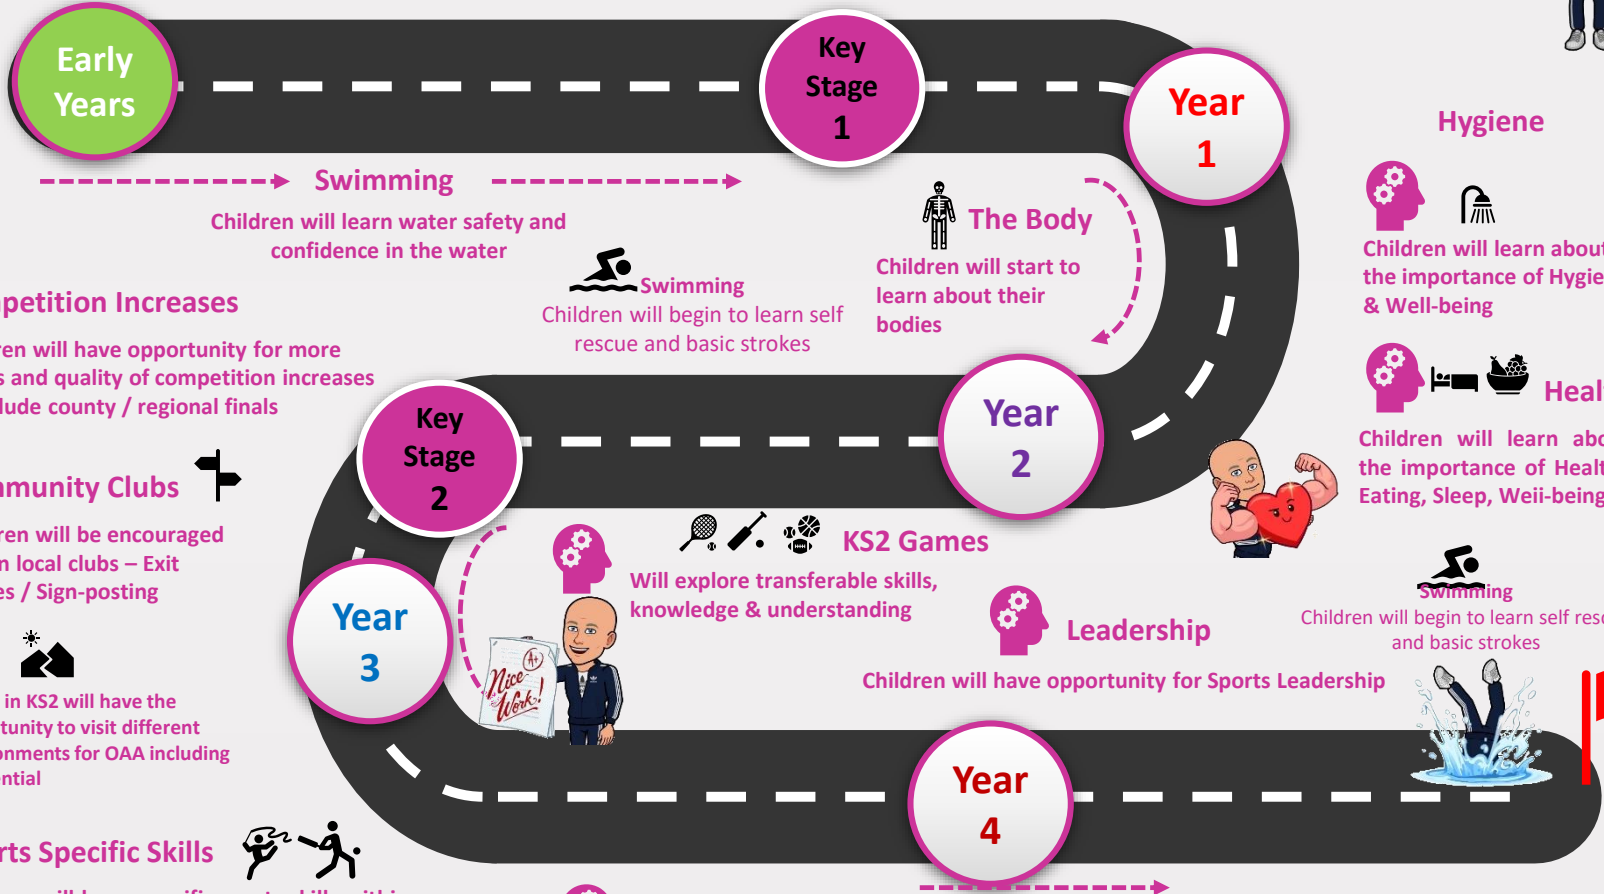 Early
Years
Key
Stage
1
Year
1
Swimming
Children will learn water safety and
confidence in the water
Swimming
Children will begin to learn self
rescue and basic strokes
The Body
Children will start to
learn about their
bodies
Hygiene
Children will learn about
the importance of Hygie
& Well-being
Heal
Children will learn abo
the importance of Healt
Eating, Sleep, Weii-being
petition Increases
ren will have opportunity for more
s and quality of competition increases
lude county / regional finals
Key
Stage
2
Year
2
munity Clubs
ren will be encouraged
n local clubs – Exit
es / Sign-posting
KS2 Games
Will explore transferable skills,
knowledge & understanding
Year
3
A+
Nice
Work!
Leadership
Children will have opportunity for Sports Leadership
Swimming
Children will begin to learn self resc
and basic strokes
in KS2 will have the
tunity to visit different
onments for OAA including
ential
Year
4
rts Specific Skills